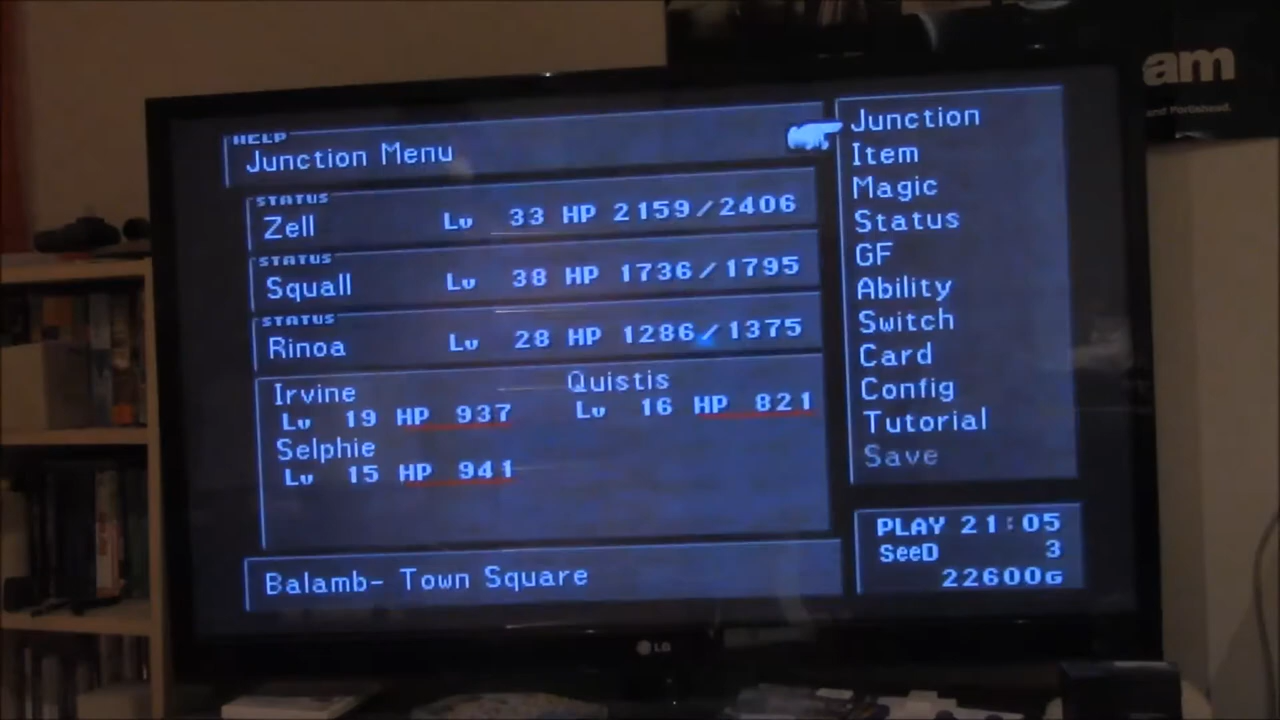 HELP
Junction Menu
STATUS
Zell Lv 33 HP 2159/2406
STATUS
Squall Lv 38 HP 1736/1795
STATUS
Rinoa Lv 28 HP 1286/1375
Irvine
Lv 19 HP 937
Quistis
Lv 16 HP 821
Selphie
Lv 15 HP 941
Balamb- Town Square
Junction
Item
Magic
Status
GF
Ability
Switch
Card
Config
Tutorial
Save
PLAY 21:05
SeeD 3
22600G
LG
am
and Portishead.